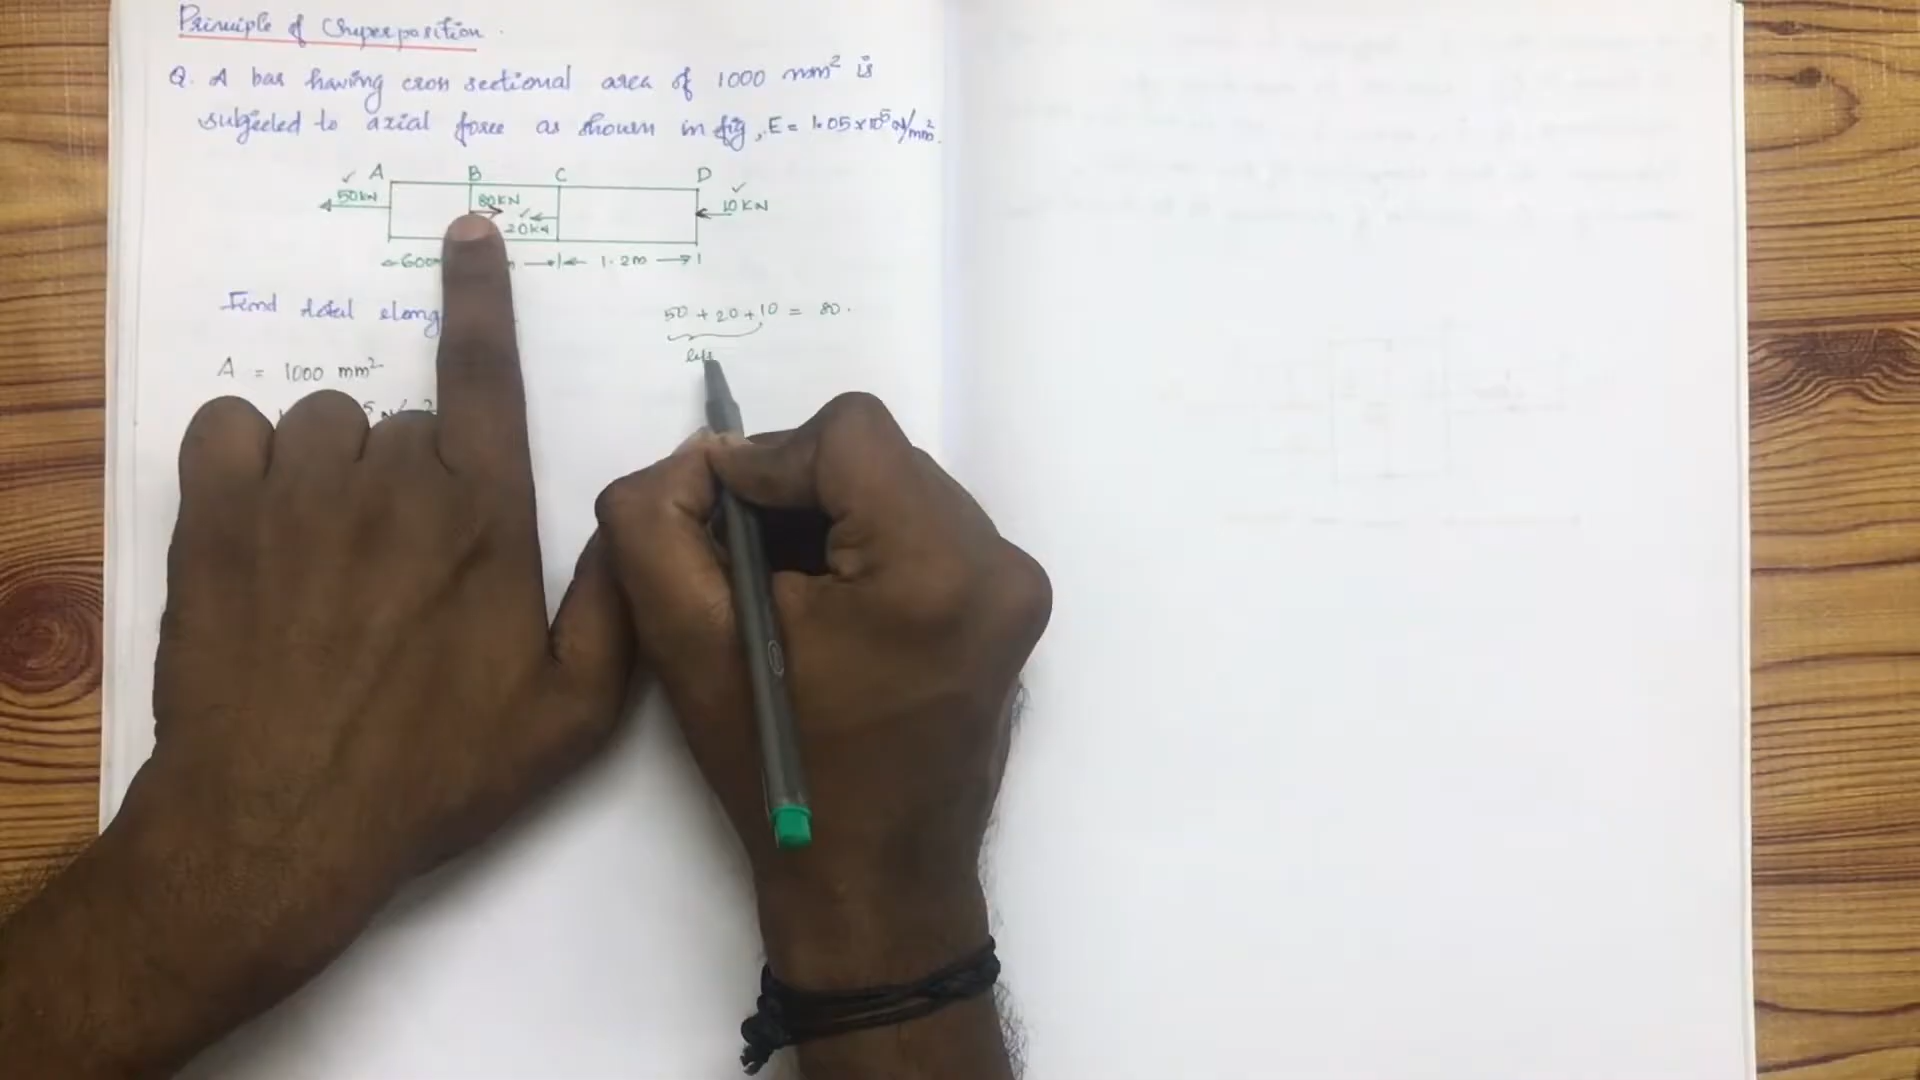 Principle of Superposition.
Q. A bar having cross sectional area of 1000 mm² is
subjected to axial force as shown in fig, E = 1.05×10⁵ N/mm².
A B C D
50kN 80KN 10KN
20kN
600 1.2m
Find total elong
50 + 20 + 10 = 80.
A = 1000 mm²